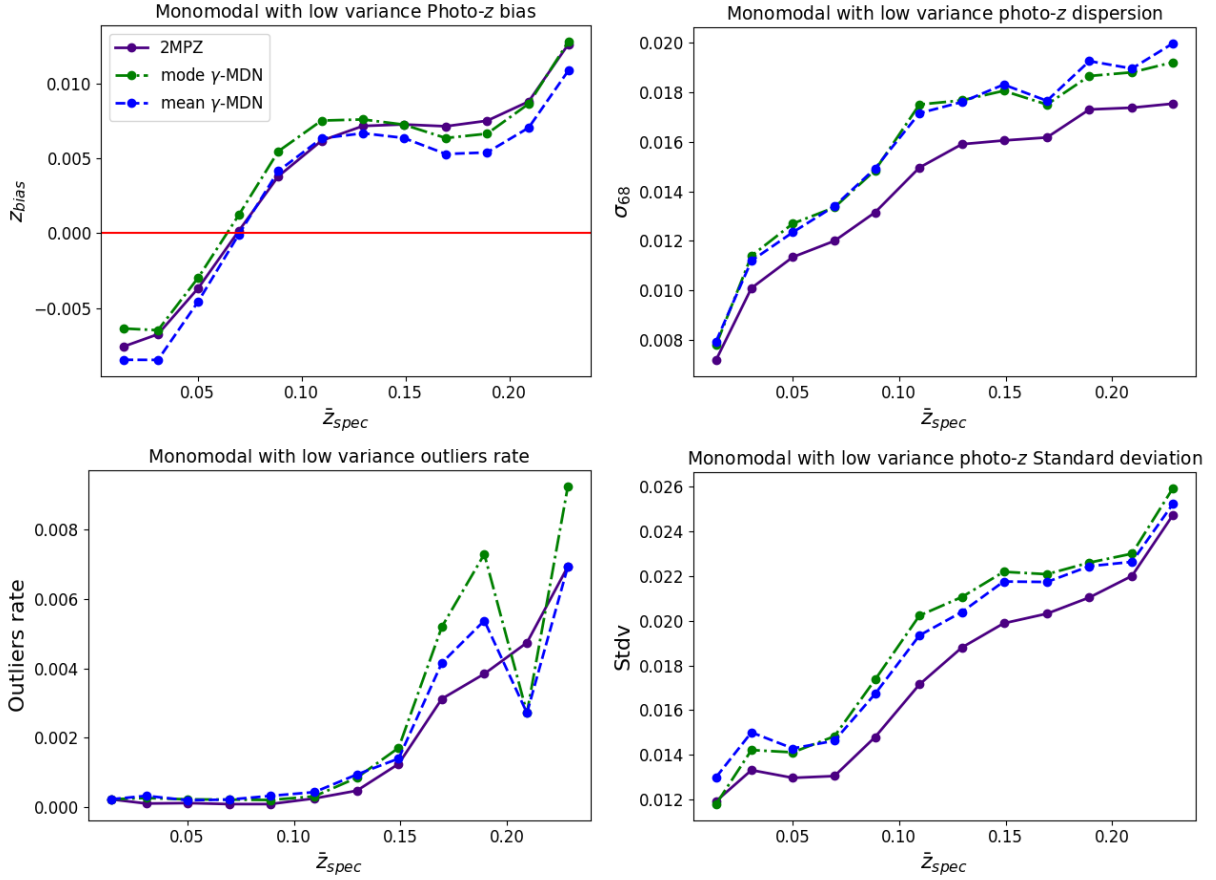 Monomodal with low variance Photo-z bias
2MPZ
mode γ-MDN
mean γ-MDN
0.010
0.005
0.000
−0.005
z_bias
0.05 0.10 0.15 0.20
z̄_spec
Monomodal with low variance photo-z dispersion
0.020
0.018
0.016
0.014
0.012
0.010
0.008
σ_68
0.05 0.10 0.15 0.20
z̄_spec
Monomodal with low variance outliers rate
0.008
0.006
0.004
0.002
0.000
Outliers rate
0.05 0.10 0.15 0.20
z̄_spec
Monomodal with low variance photo-z Standard deviation
0.026
0.024
0.022
0.020
0.018
0.016
0.014
0.012
Stdv
0.05 0.10 0.15 0.20
z̄_spec